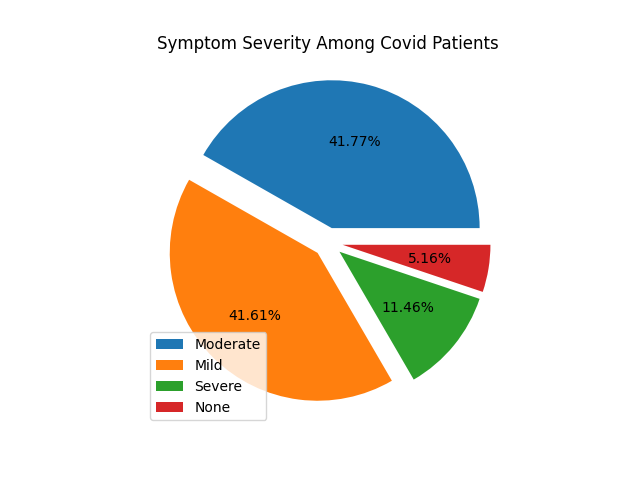 Symptom Severity Among Covid Patients
41.77%
5.16%
11.46%
41.61%
Moderate
Mild
Severe
None